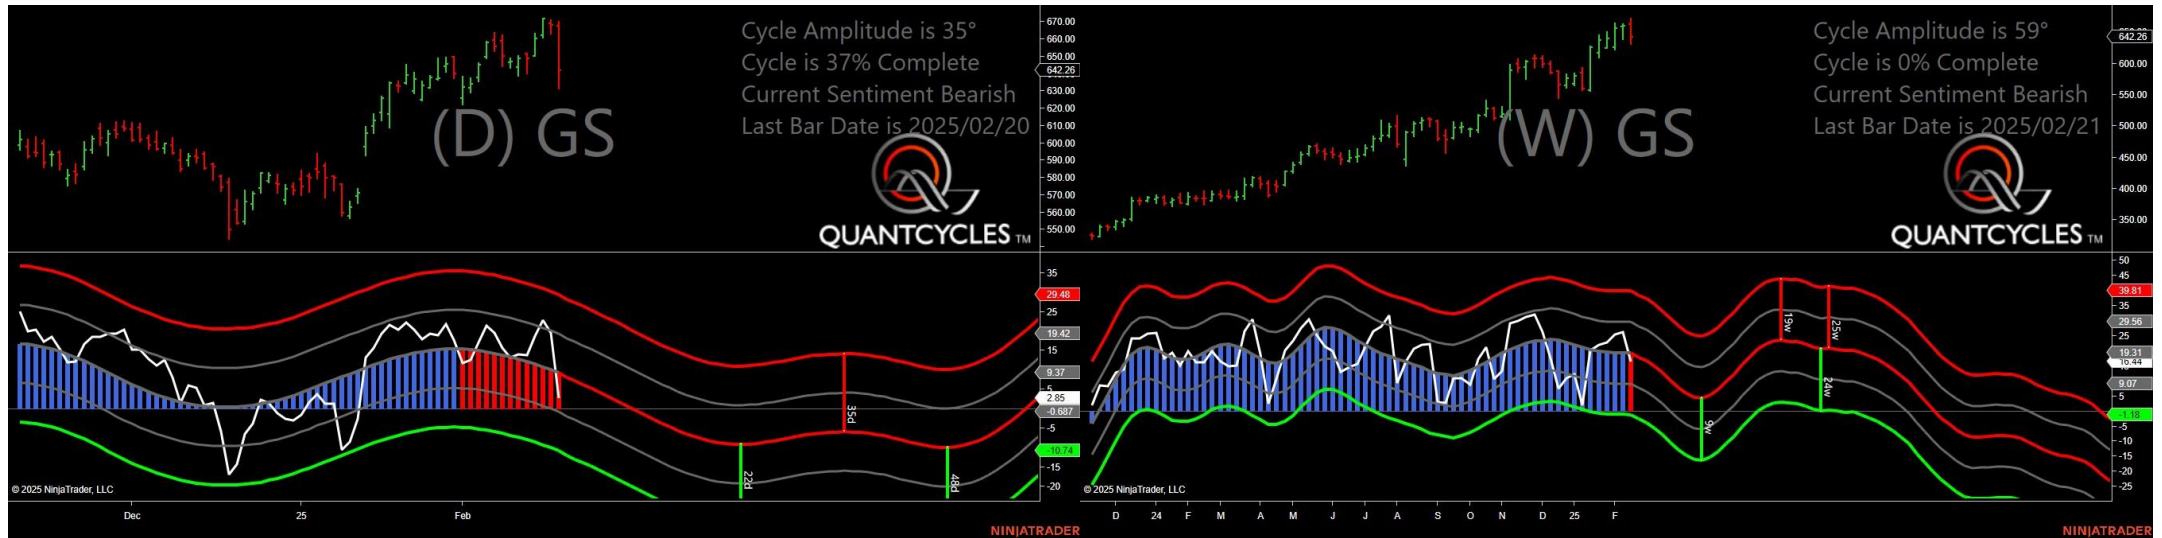 Cycle Amplitude is 35°
Cycle is 37% Complete
Current Sentiment Bearish
Last Bar Date is 2025/02/20
(D) GS
QUANTCYCLES TM
670.00
660.00
650.00
642.26
630.00
620.00
610.00
600.00
590.00
580.00
570.00
560.00
550.00
35
29.48
25
19.42
15
9.37
5
2.85
-0.687
-5
-10.74
-15
-20
22d
35d
48d
© 2025 NinjaTrader, LLC
Dec
25
Feb
NINJATRADER
Cycle Amplitude is 59°
Cycle is 0% Complete
Current Sentiment Bearish
Last Bar Date is 2025/02/21
(W) GS
QUANTCYCLES TM
642.26
600.00
550.00
500.00
450.00
400.00
350.00
50
45
39.81
35
29.56
25
19.31
16.44
9.07
5
-1.18
-5
-10
-15
-20
-25
9w
19w
24w
25w
© 2025 NinjaTrader, LLC
D 24 F M A M J J A S O N D 25 F
NINJATRADER